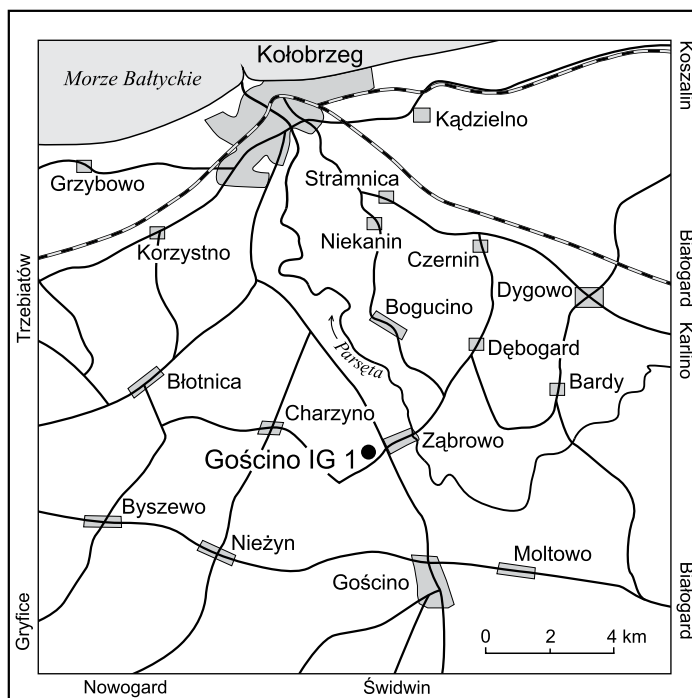 Kołobrzeg
Morze Bałtyckie
Koszalin
Kądzielno
Grzybowo
Stramnica
Korzystno
Niekanin
Czernin
Białogard
Dygowo
Trzebiatów
Bogucino
Karlino
Parsęta
Dębogard
Błotnica
Bardy
Charzyno
Ząbrowo
Gościno IG 1
Byszewo
Nieżyn
Moltowo
Gościno
Białogard
Gryfice
0 2 4 km
Nowogard
Świdwin